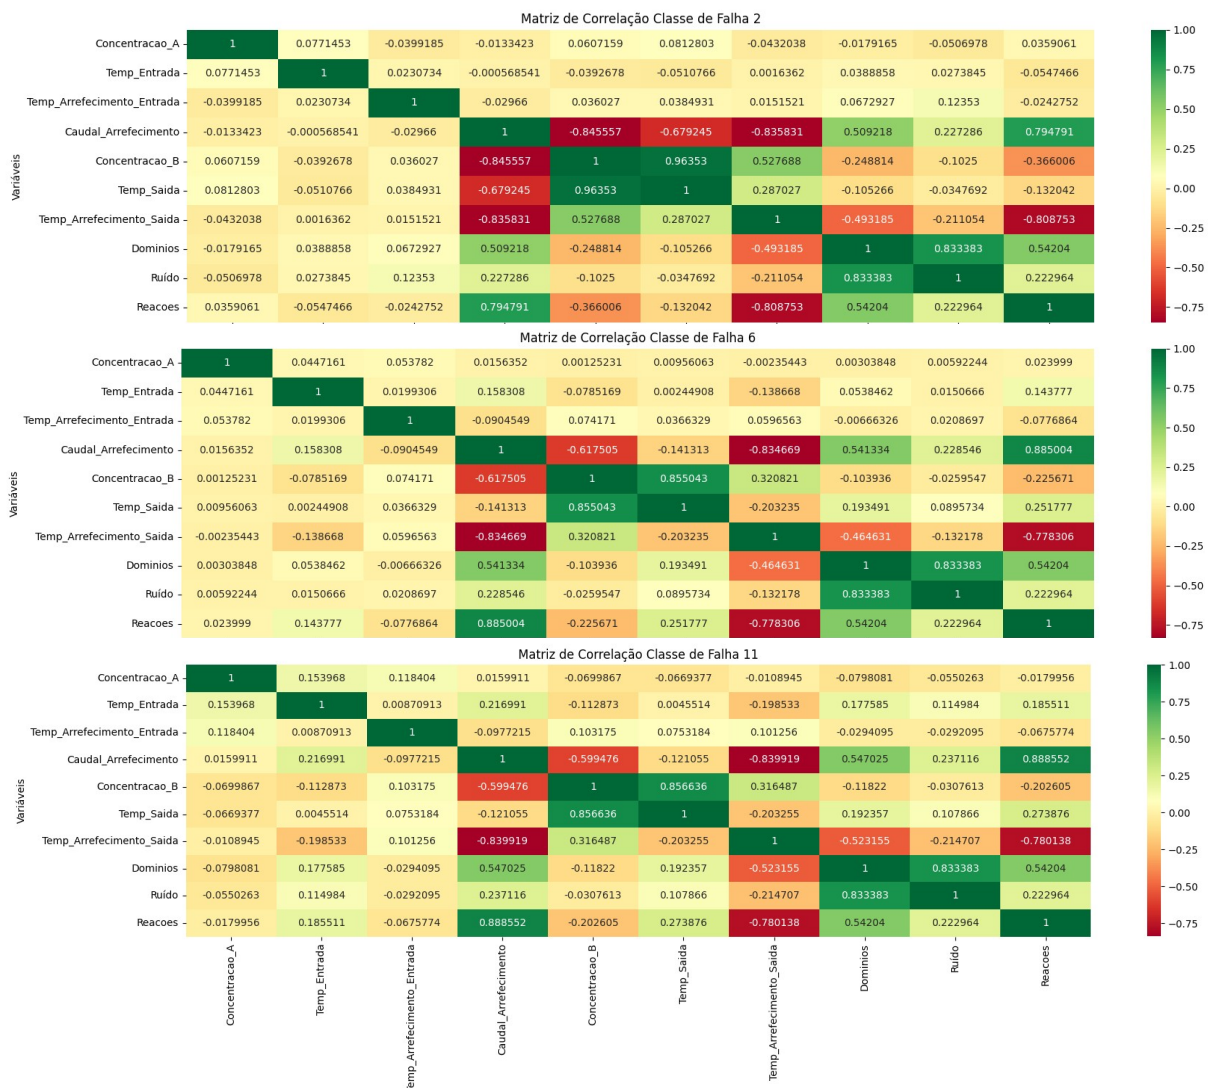 Matriz de Correlação Classe de Falha 2
Variáveis
Concentracao_A 1 0.0771453 -0.0399185 -0.0133423 0.0607159 0.0812803 -0.0432038 -0.0179165 -0.0506978 0.0359061
Temp_Entrada 0.0771453 1 0.0230734 -0.000568541 -0.0392678 -0.0510766 0.0016362 0.0388858 0.0273845 -0.0547466
Temp_Arrefecimento_Entrada -0.0399185 0.0230734 1 -0.02966 0.036027 0.0384931 0.0151521 0.0672927 0.12353 -0.0242752
Caudal_Arrefecimento -0.0133423 -0.000568541 -0.02966 1 -0.845557 -0.679245 -0.835831 0.509218 0.227286 0.794791
Concentracao_B 0.0607159 -0.0392678 0.036027 -0.845557 1 0.96353 0.527688 -0.248814 -0.1025 -0.366006
Temp_Saida 0.0812803 -0.0510766 0.0384931 -0.679245 0.96353 1 0.287027 -0.105266 -0.0347692 -0.132042
Temp_Arrefecimento_Saida -0.0432038 0.0016362 0.0151521 -0.835831 0.527688 0.287027 1 -0.493185 -0.211054 -0.808753
Dominios -0.0179165 0.0388858 0.0672927 0.509218 -0.248814 -0.105266 -0.493185 1 0.833383 0.54204
Ruído -0.0506978 0.0273845 0.12353 0.227286 -0.1025 -0.0347692 -0.211054 0.833383 1 0.222964
Reacoes 0.0359061 -0.0547466 -0.0242752 0.794791 -0.366006 -0.132042 -0.808753 0.54204 0.222964 1
1.00
0.75
0.50
0.25
0.00
−0.25
−0.50
−0.75
Matriz de Correlação Classe de Falha 6
Variáveis
Concentracao_A 1 0.0447161 0.053782 0.0156352 0.00125231 0.00956063 -0.00235443 0.00303848 0.00592244 0.023999
Temp_Entrada 0.0447161 1 0.0199306 0.158308 -0.0785169 0.00244908 -0.138668 0.0538462 0.0150666 0.143777
Temp_Arrefecimento_Entrada 0.053782 0.0199306 1 -0.0904549 0.074171 0.0366329 0.0596563 -0.00666326 0.0208697 -0.0776864
Caudal_Arrefecimento 0.0156352 0.158308 -0.0904549 1 -0.617505 -0.141313 -0.834669 0.541334 0.228546 0.885004
Concentracao_B 0.00125231 -0.0785169 0.074171 -0.617505 1 0.855043 0.320821 -0.103936 -0.0259547 -0.225671
Temp_Saida 0.00956063 0.00244908 0.0366329 -0.141313 0.855043 1 -0.203235 0.193491 0.0895734 0.251777
Temp_Arrefecimento_Saida -0.00235443 -0.138668 0.0596563 -0.834669 0.320821 -0.203235 1 -0.464631 -0.132178 -0.778306
Dominios 0.00303848 0.0538462 -0.00666326 0.541334 -0.103936 0.193491 -0.464631 1 0.833383 0.54204
Ruído 0.00592244 0.0150666 0.0208697 0.228546 -0.0259547 0.0895734 -0.132178 0.833383 1 0.222964
Reacoes 0.023999 0.143777 -0.0776864 0.885004 -0.225671 0.251777 -0.778306 0.54204 0.222964 1
1.00
0.75
0.50
0.25
0.00
−0.25
−0.50
−0.75
Matriz de Correlação Classe de Falha 11
Variáveis
Concentracao_A 1 0.153968 0.118404 0.0159911 -0.0699867 -0.0669377 -0.0108945 -0.0798081 -0.0550263 -0.0179956
Temp_Entrada 0.153968 1 0.00870913 0.216991 -0.112873 0.0045514 -0.198533 0.177585 0.114984 0.185511
Temp_Arrefecimento_Entrada 0.118404 0.00870913 1 -0.0977215 0.103175 0.0753184 0.101256 -0.0294095 -0.0292095 -0.0675774
Caudal_Arrefecimento 0.0159911 0.216991 -0.0977215 1 -0.599476 -0.121055 -0.839919 0.547025 0.237116 0.888552
Concentracao_B -0.0699867 -0.112873 0.103175 -0.599476 1 0.856636 0.316487 -0.11822 -0.0307613 -0.202605
Temp_Saida -0.0669377 0.0045514 0.0753184 -0.121055 0.856636 1 -0.203255 0.192357 0.107866 0.273876
Temp_Arrefecimento_Saida -0.0108945 -0.198533 0.101256 -0.839919 0.316487 -0.203255 1 -0.523155 -0.214707 -0.780138
Dominios -0.0798081 0.177585 -0.0294095 0.547025 -0.11822 0.192357 -0.523155 1 0.833383 0.54204
Ruído -0.0550263 0.114984 -0.0292095 0.237116 -0.0307613 0.107866 -0.214707 0.833383 1 0.222964
Reacoes -0.0179956 0.185511 -0.0675774 0.888552 -0.202605 0.273876 -0.780138 0.54204 0.222964 1
Concentracao_A
Temp_Entrada
Temp_Arrefecimento_Entrada
Caudal_Arrefecimento
Concentracao_B
Temp_Saida
Temp_Arrefecimento_Saida
Dominios
Ruído
Reacoes
1.00
0.75
0.50
0.25
0.00
−0.25
−0.50
−0.75